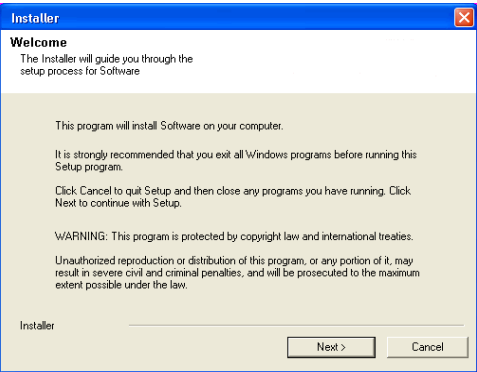 Installer
Welcome
The Installer will guide you through the
setup process for Software
This program will install Software on your computer.
It is strongly recommended that you exit all Windows programs before running this
Setup program.
Click Cancel to quit Setup and then close any programs you have running. Click
Next to continue with Setup.
WARNING: This program is protected by copyright law and international treaties.
Unauthorized reproduction or distribution of this program, or any portion of it, may
result in severe civil and criminal penalties, and will be prosecuted to the maximum
extent possible under the law.
Installer
Next >
Cancel